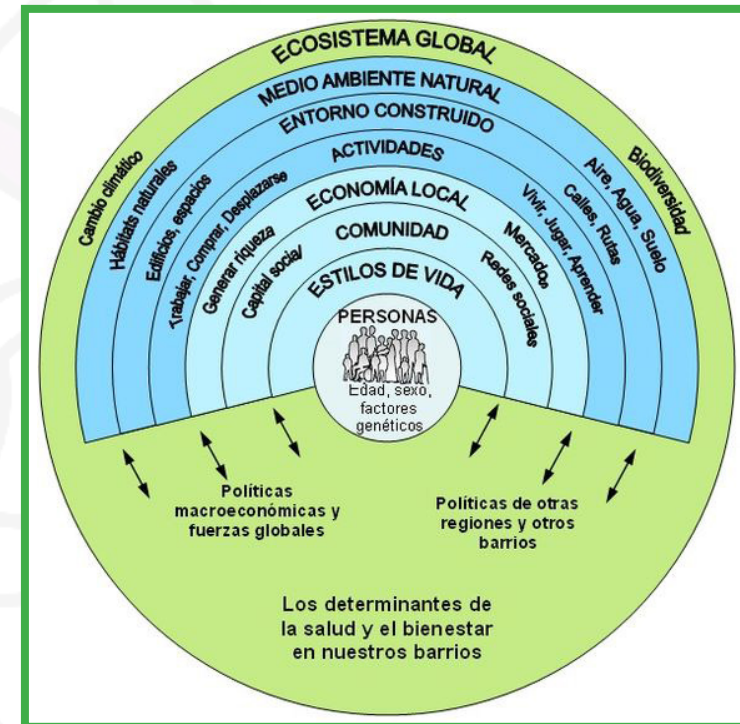 ECOSISTEMA GLOBAL
MEDIO AMBIENTE NATURAL
ENTORNO CONSTRUIDO
ACTIVIDADES
ECONOMÍA LOCAL
COMUNIDAD
ESTILOS DE VIDA
Cambio climático
Hábitats naturales
Edificios, espacios
Trabajar, Comprar, Desplazarse
Generar riqueza
Capital social
Biodiversidad
Aire, Agua, Suelo
Calles, Rutas
Vivir, Jugar, Aprender
Mercados
Redes sociales
PERSONAS
Edad, sexo,
factores
genéticos
Políticas
macroeconómicas y
fuerzas globales
Políticas de otras
regiones y otros
barrios
Los determinantes de
la salud y el bienestar
en nuestros barrios